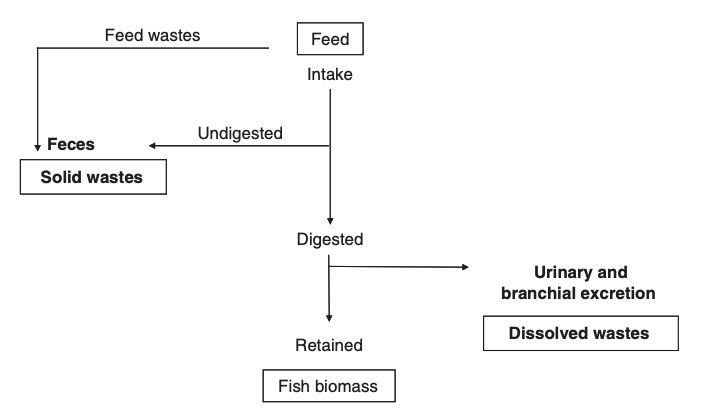 Feed wastes
Feed
Intake
Undigested
Feces
Solid wastes
Digested
Urinary and
branchial excretion
Dissolved wastes
Retained
Fish biomass